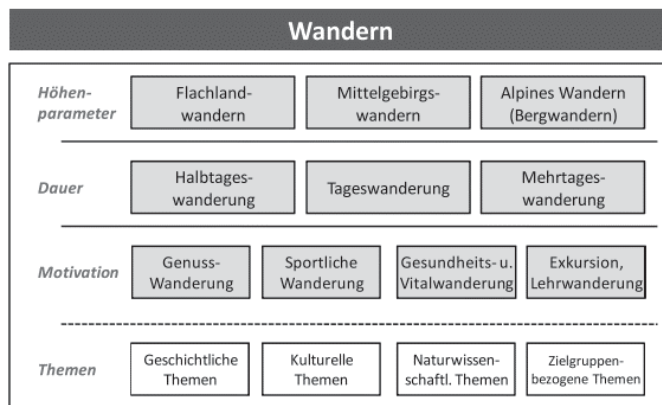 Wandern
Höhen-
parameter
Flachland-
wandern
Mittelgebirgs-
wandern
Alpines Wandern
(Bergwandern)
Dauer
Halbtages-
wanderung
Tageswanderung
Mehrtages-
wanderung
Motivation
Genuss-
Wanderung
Sportliche
Wanderung
Gesundheits- u.
Vitalwanderung
Exkursion,
Lehrwanderung
Themen
Geschichtliche
Themen
Kulturelle
Themen
Naturwissen-
schaftl. Themen
Zielgruppen-
bezogene Themen